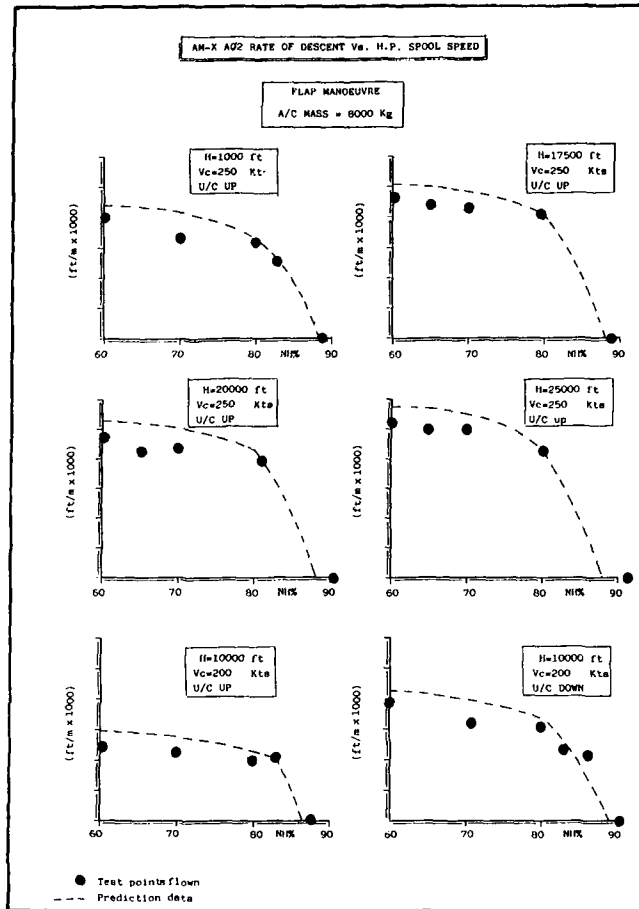 AM-X A02 RATE OF DESCENT Vs. H.P. SPOOL SPEED
FLAP MANOEUVRE
A/C MASS = 8000 Kg
H=1000 ft
Vc=250 Kt
U/C UP
(ft/m x 1000)
60 70 80 NH% 90
H=17500 ft
Vc=250 Kts
U/C UP
(ft/m x 1000)
60 70 80 NH% 90
H=20000 ft
Vc=250 Kts
U/C UP
(ft/m x 1000)
60 70 80 NH% 90
H=25000 ft
Vc=250 Kts
U/C up
(ft/m x 1000)
60 70 80 NH% 90
H=10000 ft
Vc=200 Kts
U/C UP
(ft/m x 1000)
60 70 80 NH% 90
H=10000 ft
Vc=200 Kts
U/C DOWN
(ft/m x 1000)
60 70 80 NH% 90
Test points flown
Prediction data